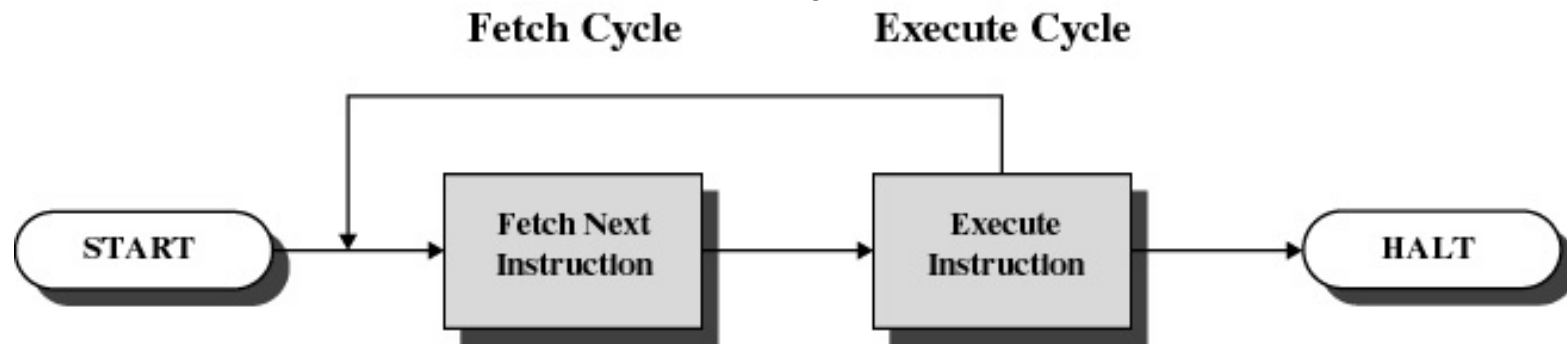 Fetch Cycle
Execute Cycle
START
Fetch Next
Instruction
Execute
Instruction
HALT